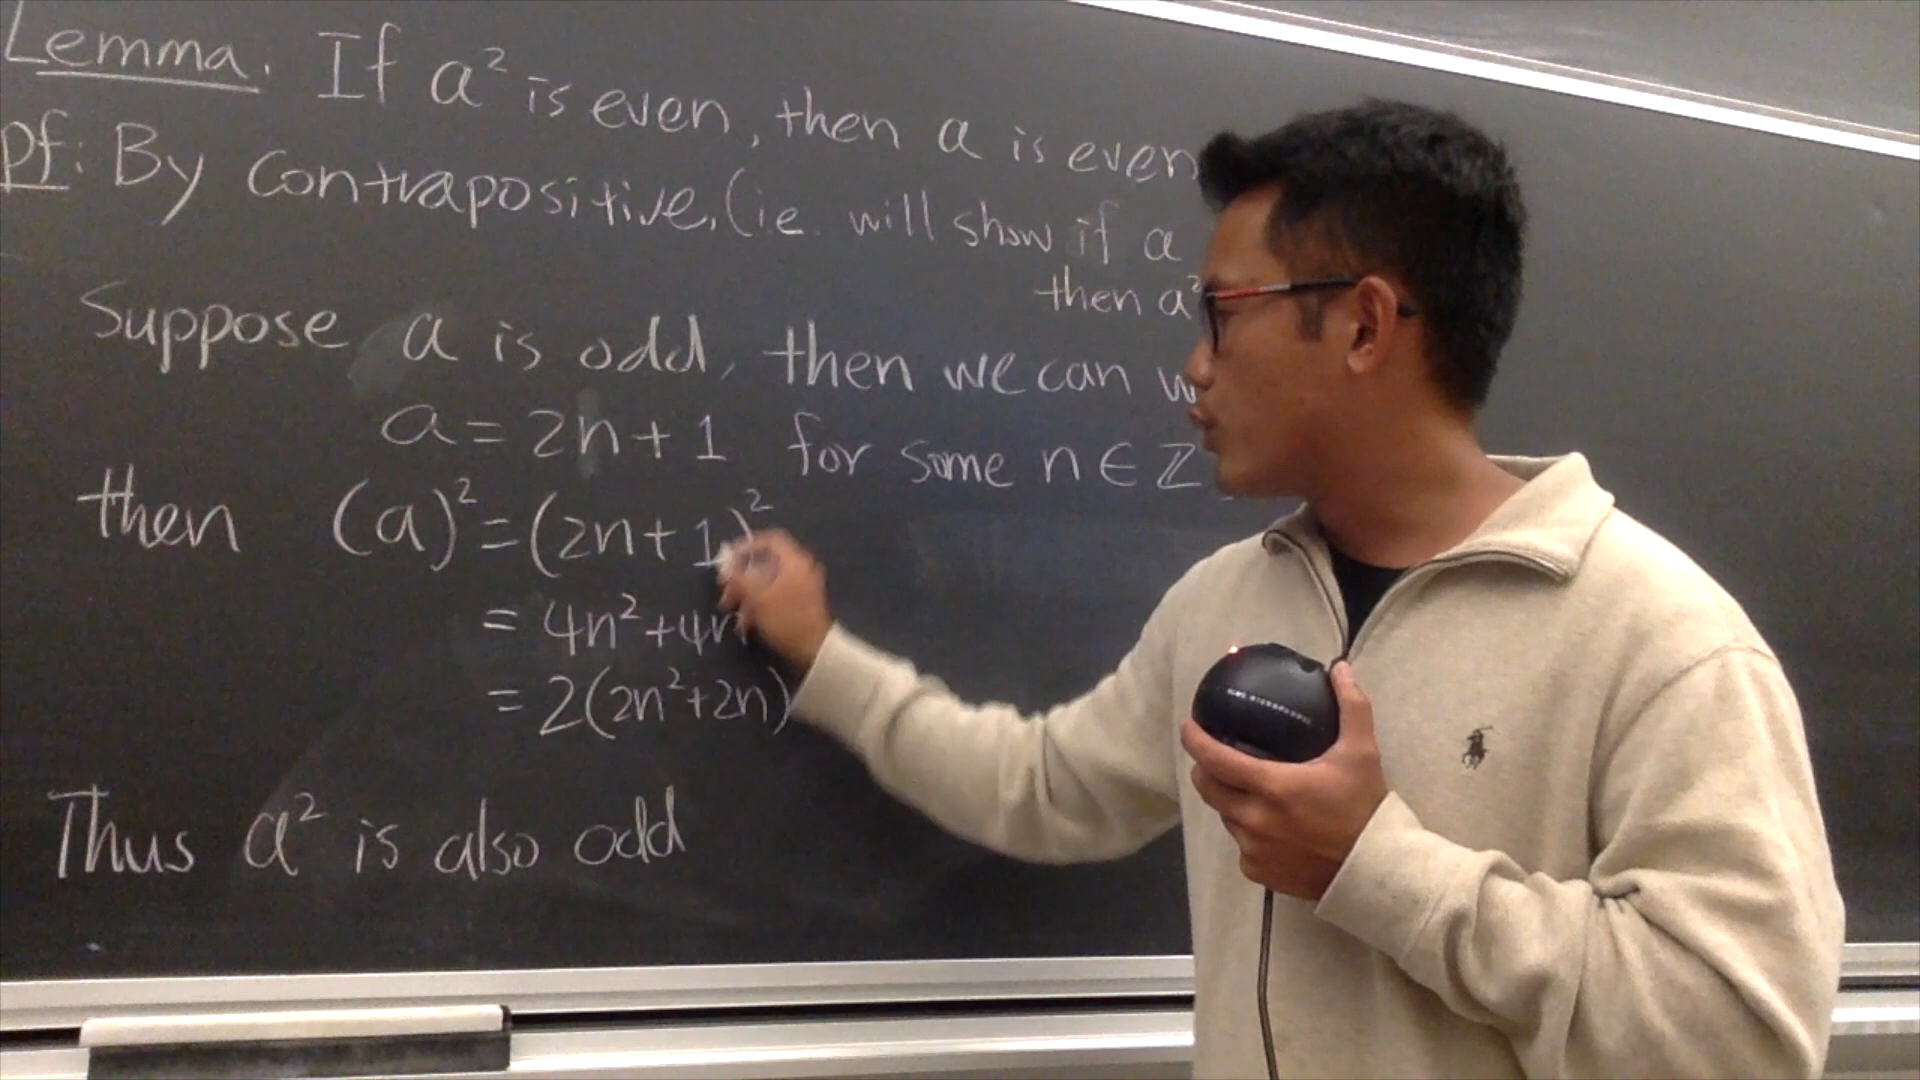 Lemma. If a² is even, then a is even
pf: By contrapositive, (ie. will show if a
then a²
Suppose a is odd, then we can w
a = 2n + 1 for some n ∈ ℤ
then (a)² = (2n + 1)²
= 4n² + 4n
= 2(2n² + 2n)
Thus a² is also odd